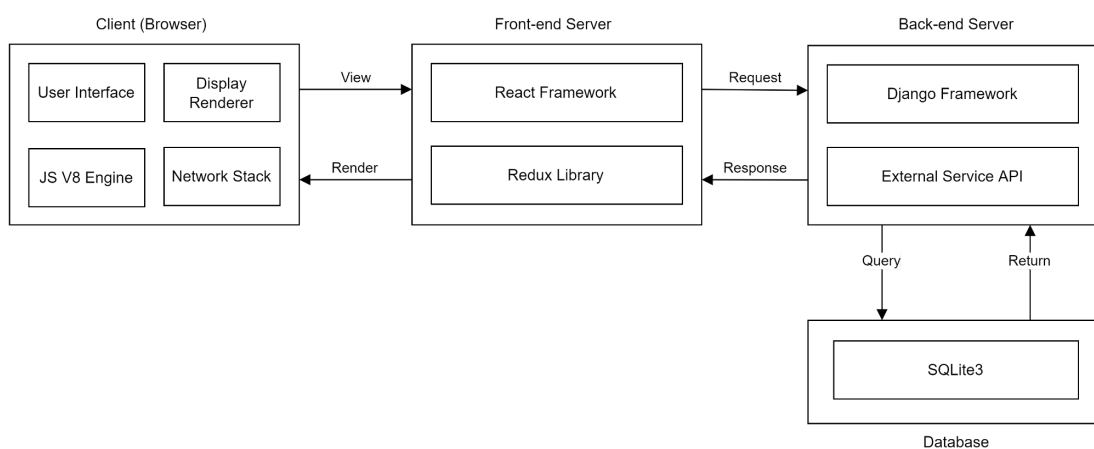 Client (Browser)
Front-end Server
Back-end Server
User Interface
Display
Renderer
View
React Framework
Request
Django Framework
JS V8 Engine
Network Stack
Render
Redux Library
Response
External Service API
Query
Return
SQLite3
Database